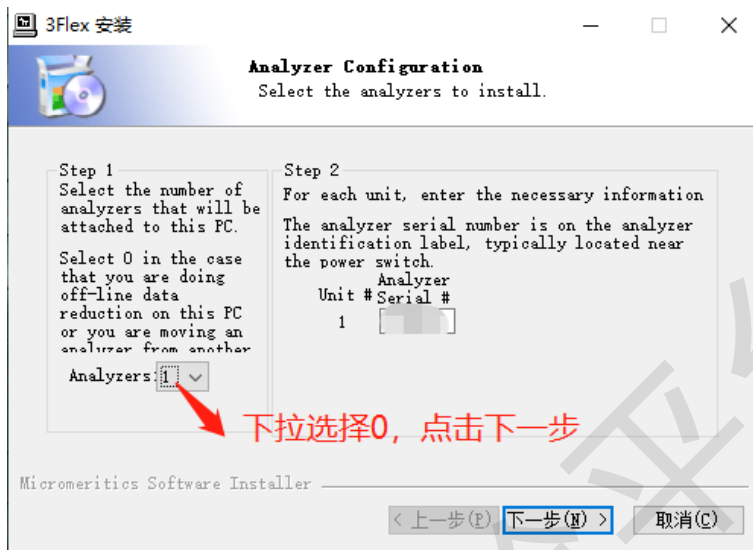 3Flex 安装
Analyzer Configuration
Select the analyzers to install.
Step 1
Select the number of
analyzers that will be
attached to this PC.
Select 0 in the case
that you are doing
off-line data
reduction on this PC
or you are moving an
analyzer from another
Analyzers:
1
Step 2
For each unit, enter the necessary information
The analyzer serial number is on the analyzer
identification label, typically located near
the power switch.
Analyzer
Unit # Serial #
1
下拉选择0，点击下一步
Micromeritics Software Installer
< 上一步(P)
下一步(N) >
取消(C)